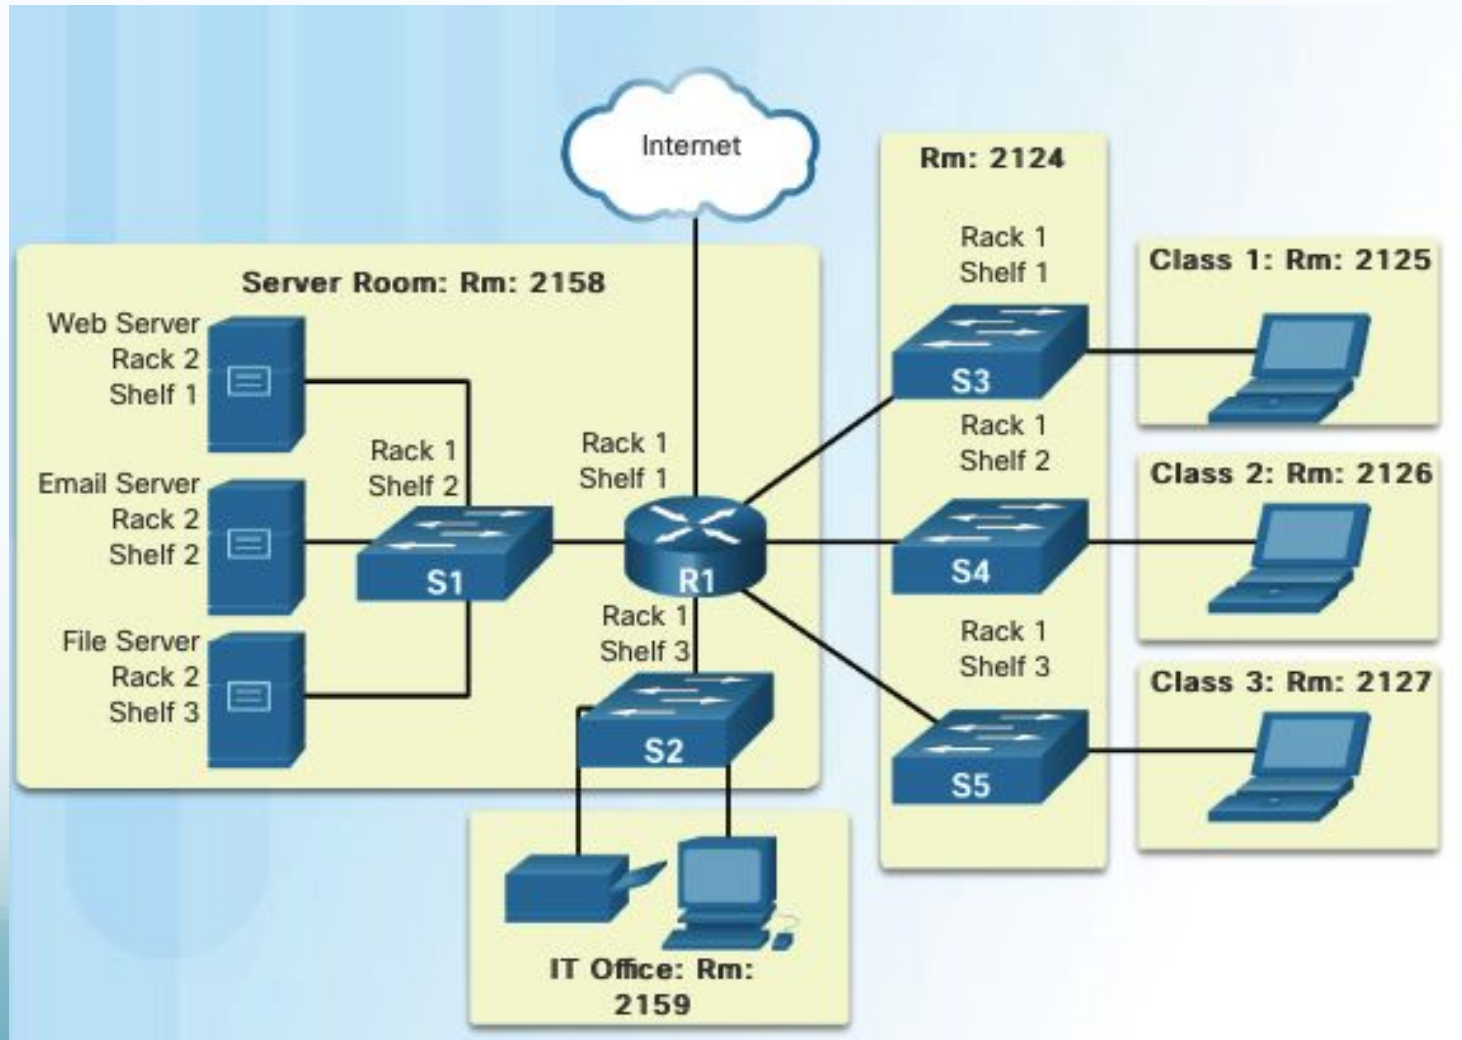 Internet
Server Room: Rm: 2158
Web Server
Rack 2
Shelf 1
Email Server
Rack 2
Shelf 2
File Server
Rack 2
Shelf 3
Rack 1
Shelf 2
S1
Rack 1
Shelf 1
R1
Rack 1
Shelf 3
S2
IT Office: Rm:
2159
Rm: 2124
Rack 1
Shelf 1
S3
Rack 1
Shelf 2
S4
Rack 1
Shelf 3
S5
Class 1: Rm: 2125
Class 2: Rm: 2126
Class 3: Rm: 2127